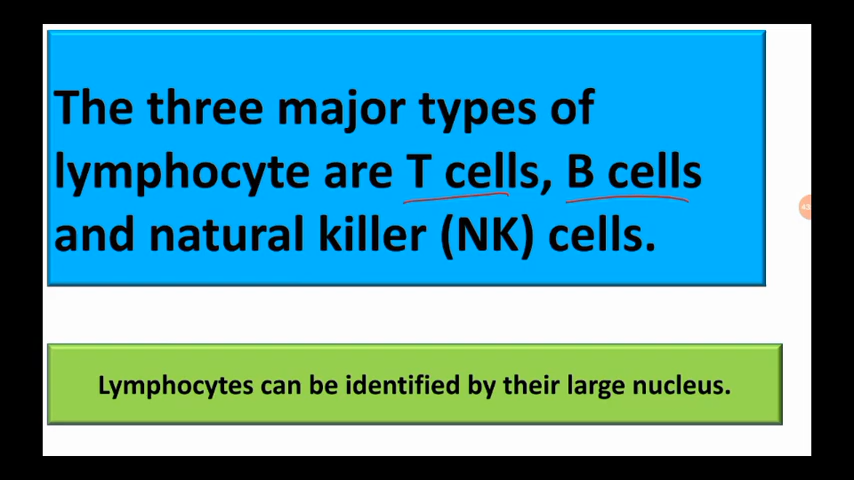 The three major types of
lymphocyte are T cells, B cells
and natural killer (NK) cells.
Lymphocytes can be identified by their large nucleus.